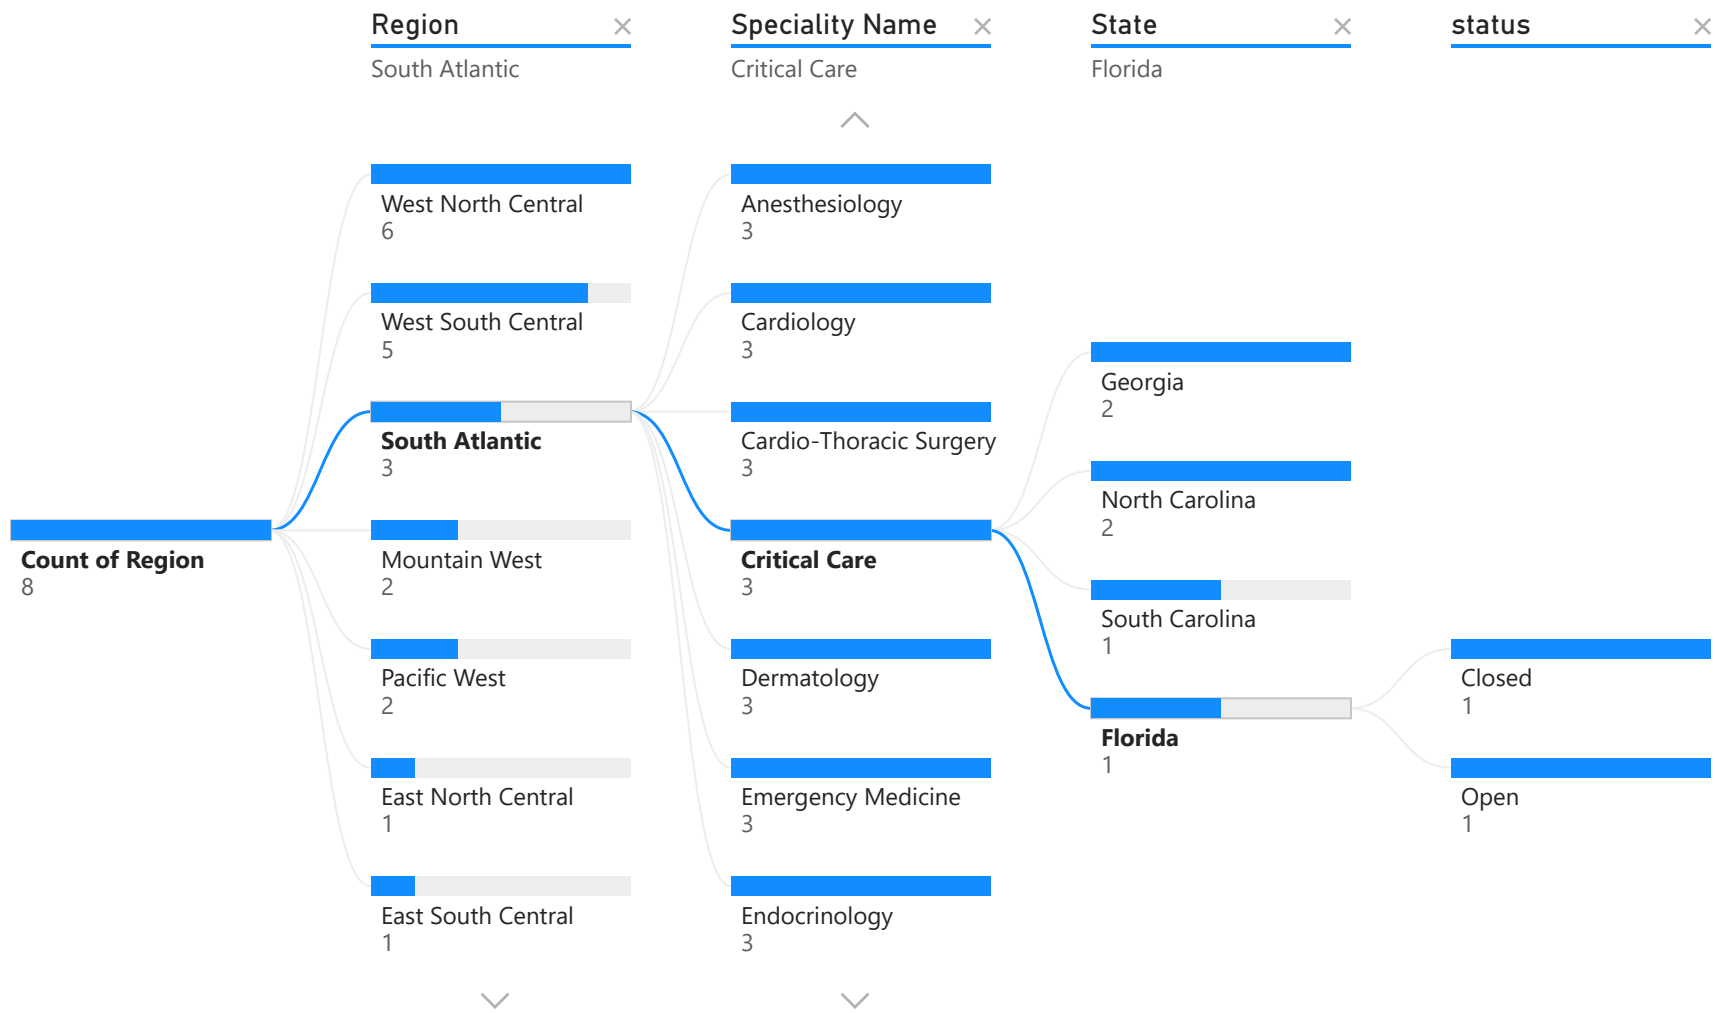 Region
South Atlantic
Speciality Name
Critical Care
State
Florida
status
Count of Region
8
West North Central
6
West South Central
5
South Atlantic
3
Mountain West
2
Pacific West
2
East North Central
1
East South Central
1
Anesthesiology
3
Cardiology
3
Cardio-Thoracic Surgery
3
Critical Care
3
Dermatology
3
Emergency Medicine
3
Endocrinology
3
Georgia
2
North Carolina
2
South Carolina
1
Florida
1
Closed
1
Open
1